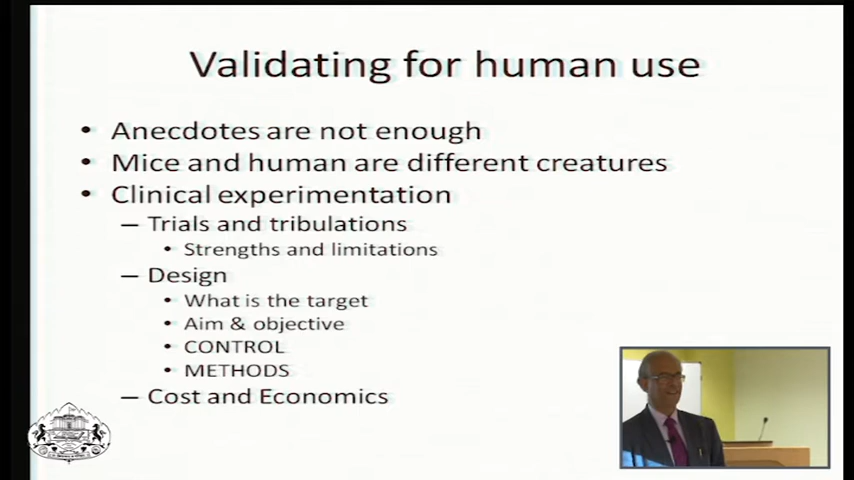 Validating for human use
• Anecdotes are not enough
• Mice and human are different creatures
• Clinical experimentation
– Trials and tribulations
• Strengths and limitations
– Design
• What is the target
• Aim & objective
• CONTROL
• METHODS
– Cost and Economics